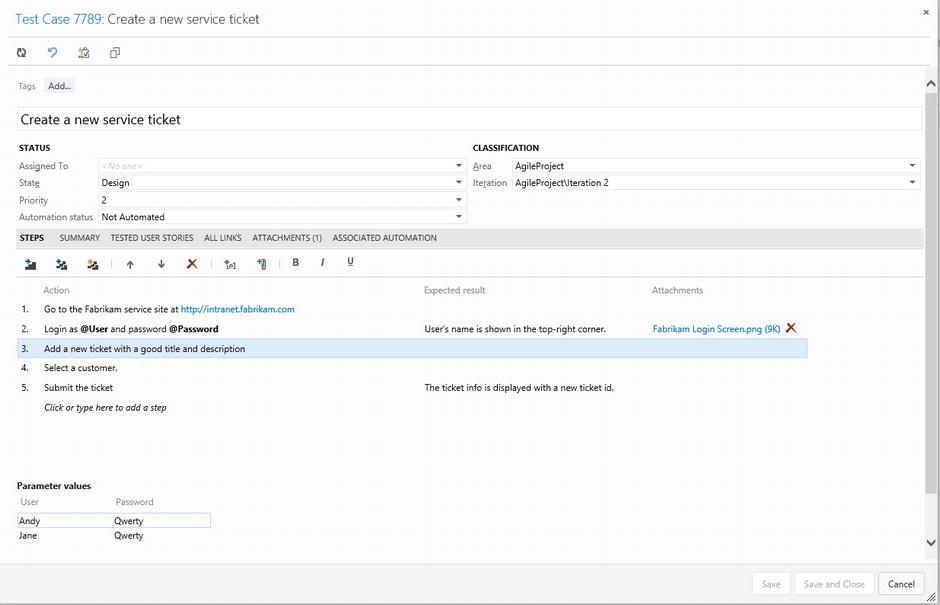 Test Case 7789: Create a new service ticket
Tags Add...
Create a new service ticket
STATUS CLASSIFICATION
Assigned To <No one> Area AgileProject
State Design Iteration AgileProject\Iteration 2
Priority 2
Automation status Not Automated
STEPS SUMMARY TESTED USER STORIES ALL LINKS ATTACHMENTS (1) ASSOCIATED AUTOMATION
B I U
Action Expected result Attachments
1. Go to the Fabrikam service site at http://intranet.fabrikam.com
2. Login as @User and password @Password User's name is shown in the top-right corner. Fabrikam Login Screen.png (9K)
3. Add a new ticket with a good title and description
4. Select a customer.
5. Submit the ticket The ticket info is displayed with a new ticket id.
Click or type here to add a step
Parameter values
User Password
Andy Qwerty
Jane Qwerty
Save Save and Close Cancel